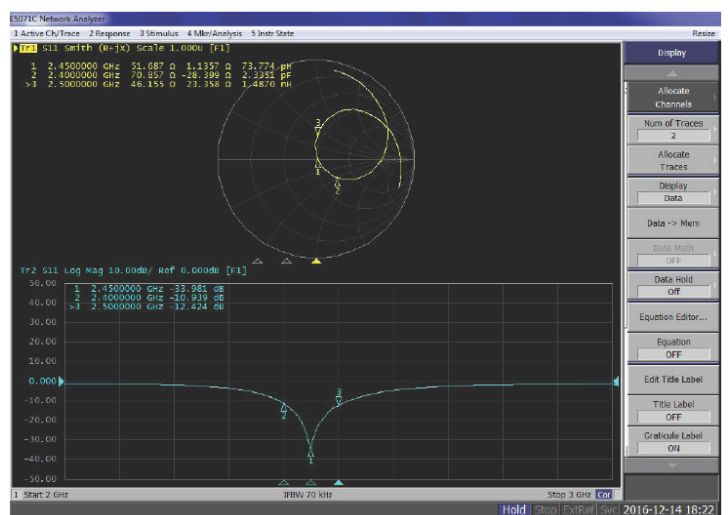 E5071C Network Analyzer
1 Active Ch/Trace 2 Response 3 Stimulus 4 Mkr/Analysis 5 Instr State
Resize
Tr1 S11 Smith (R+jX) Scale 1.000U [F1]
1 2.4500000 GHz 51.687 Ω 1.1357 Ω 73.774 pH
2 2.4000000 GHz 70.857 Ω -28.399 Ω 2.3351 pF
>3 2.5000000 GHz 46.155 Ω 23.358 Ω 1.4870 nH
3
1
2
Tr2 S11 Log Mag 10.00dB/ Ref 0.000dB [F1]
50.00
1 2.4500000 GHz -33.981 dB
2 2.4000000 GHz -10.939 dB
>3 2.5000000 GHz -12.424 dB
40.00
30.00
20.00
10.00
0.000
-10.00
-20.00
-30.00
-40.00
-50.00
3
2
1
1 Start 2 GHz
IFBW 70 kHz
Stop 3 GHz Cor
Display
Allocate
Channels
Num of Traces
2
Allocate
Traces
Display
Data
Data -> Mem
Data Math
OFF
Data Hold
Off
Equation Editor...
Equation
OFF
Edit Title Label
Title Label
OFF
Graticule Label
ON
Hold Stop ExtRef Svc 2016-12-14 18:22